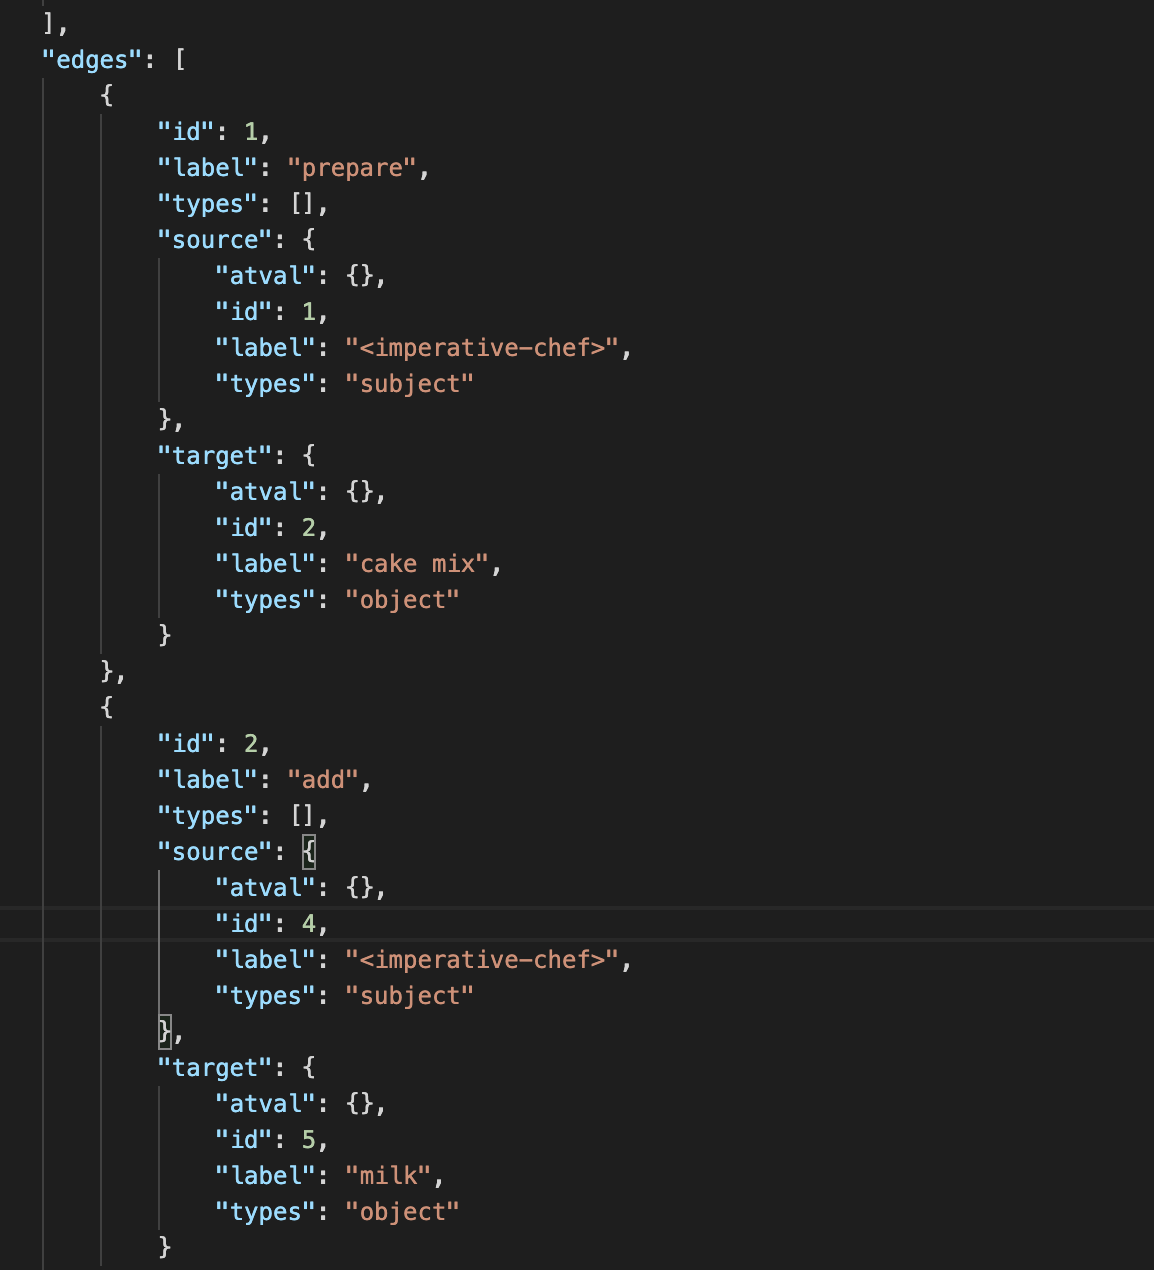 ],
"edges": [
{
"id": 1,
"label": "prepare",
"types": [],
"source": {
"atval": {},
"id": 1,
"label": "<imperative-chef>",
"types": "subject"
},
"target": {
"atval": {},
"id": 2,
"label": "cake mix",
"types": "object"
}
},
{
"id": 2,
"label": "add",
"types": [],
"source": {
"atval": {},
"id": 4,
"label": "<imperative-chef>",
"types": "subject"
},
"target": {
"atval": {},
"id": 5,
"label": "milk",
"types": "object"
}